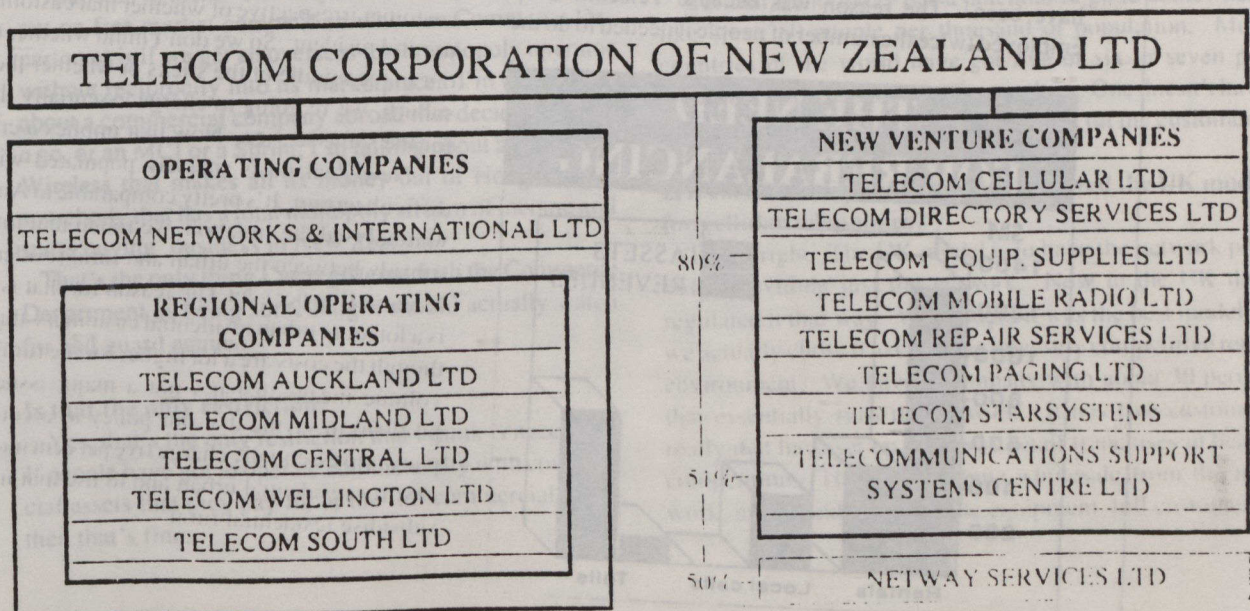 TELECOM CORPORATION OF NEW ZEALAND LTD
OPERATING COMPANIES
TELECOM NETWORKS & INTERNATIONAL LTD
REGIONAL OPERATING
COMPANIES
TELECOM AUCKLAND LTD
TELECOM MIDLAND LTD
TELECOM CENTRAL LTD
TELECOM WELLINGTON LTD
TELECOM SOUTH LTD
NEW VENTURE COMPANIES
TELECOM CELLULAR LTD
TELECOM DIRECTORY SERVICES LTD
80%
TELECOM EQUIP. SUPPLIES LTD
TELECOM MOBILE RADIO LTD
TELECOM REPAIR SERVICES LTD
TELECOM PAGING LTD
TELECOM STARSYSTEMS
TELECOMMUNICATIONS SUPPORT
51%
SYSTEMS CENTRE LTD
50%
NETWAY SERVICES LTD